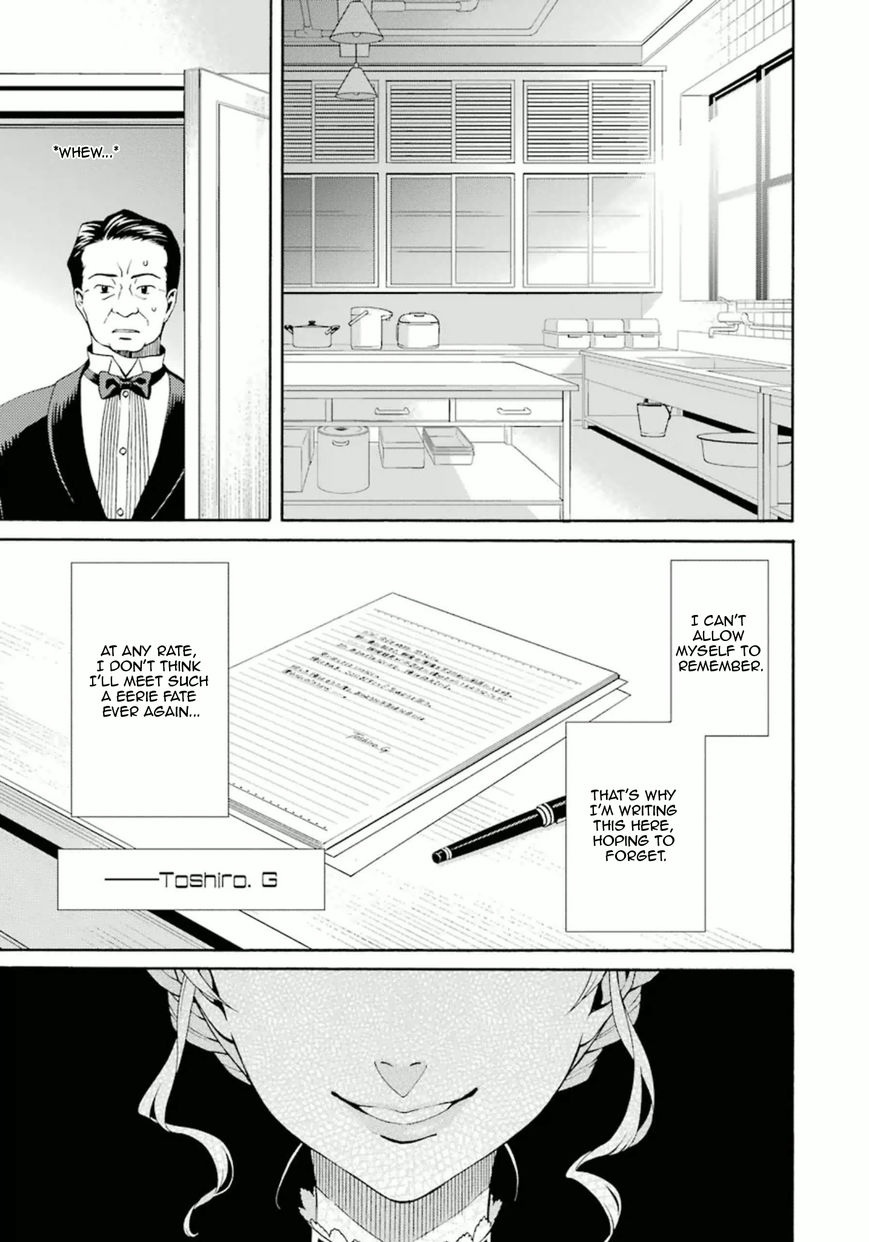 *WHEW...*
I CAN'T
ALLOW
MYSELF TO
REMEMBER.
THAT'S WHY
I'M WRITING
THIS HERE,
HOPING TO
FORGET.
AT ANY RATE,
I DON'T THINK
I'LL MEET SUCH
A EERIE FATE
EVER AGAIN...
Toshiro.G
——Toshiro. G